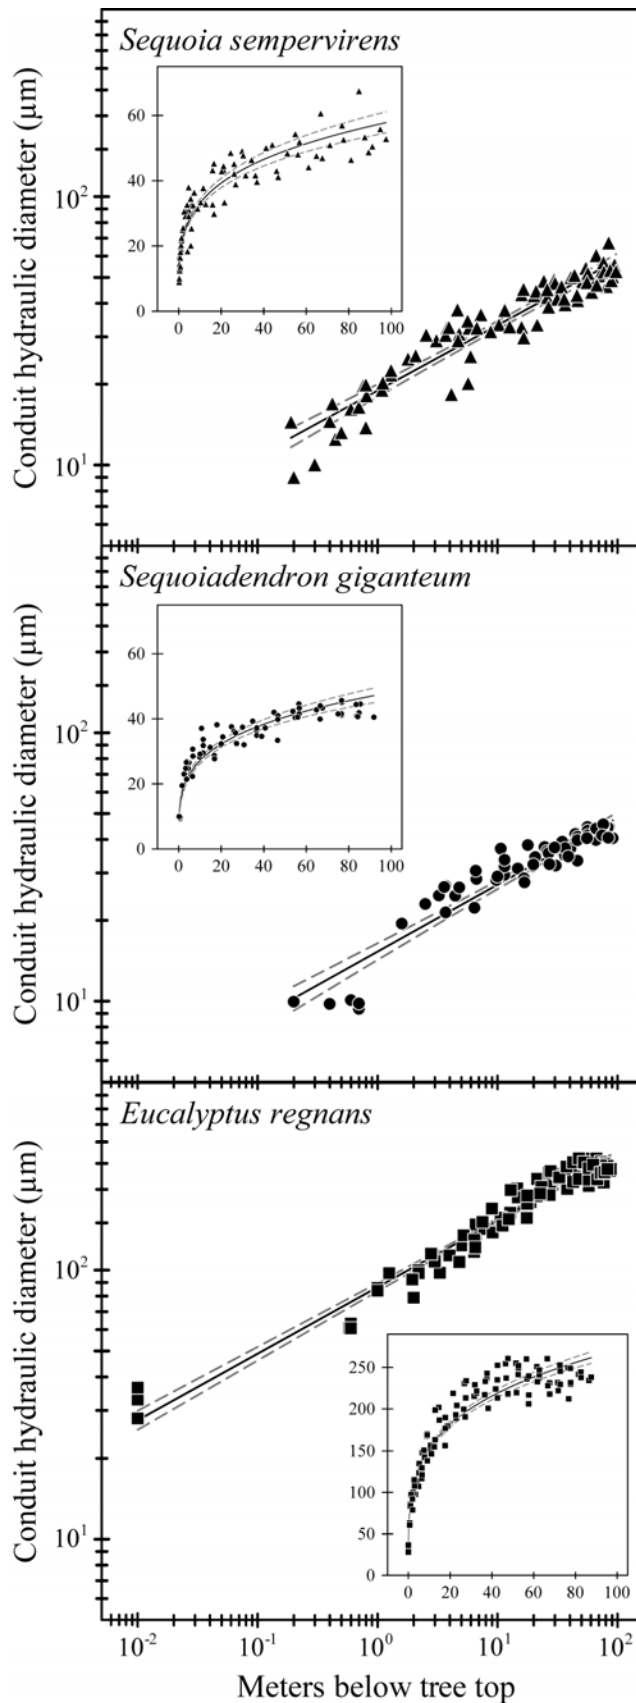 Sequoia sempervirens
Conduit hydraulic diameter (μm)
10²
10¹
60
40
20
0
0 20 40 60 80 100
Sequoiadendron giganteum
Conduit hydraulic diameter (μm)
10²
10¹
60
40
20
0
0 20 40 60 80 100
Eucalyptus regnans
Conduit hydraulic diameter (μm)
10²
10¹
250
200
150
100
50
0
0 20 40 60 80 100
10⁻² 10⁻¹ 10⁰ 10¹ 10²
Meters below tree top